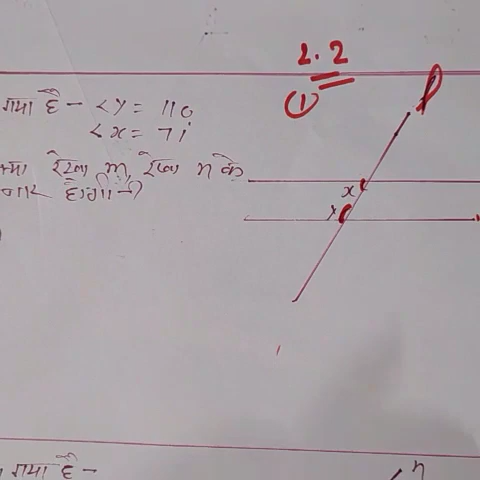 2.2
(1)
l
गया है - <y = 110
<x = 71
क्या रेखा m, रेखा n के
होगी ?
x
y
गया है -
n